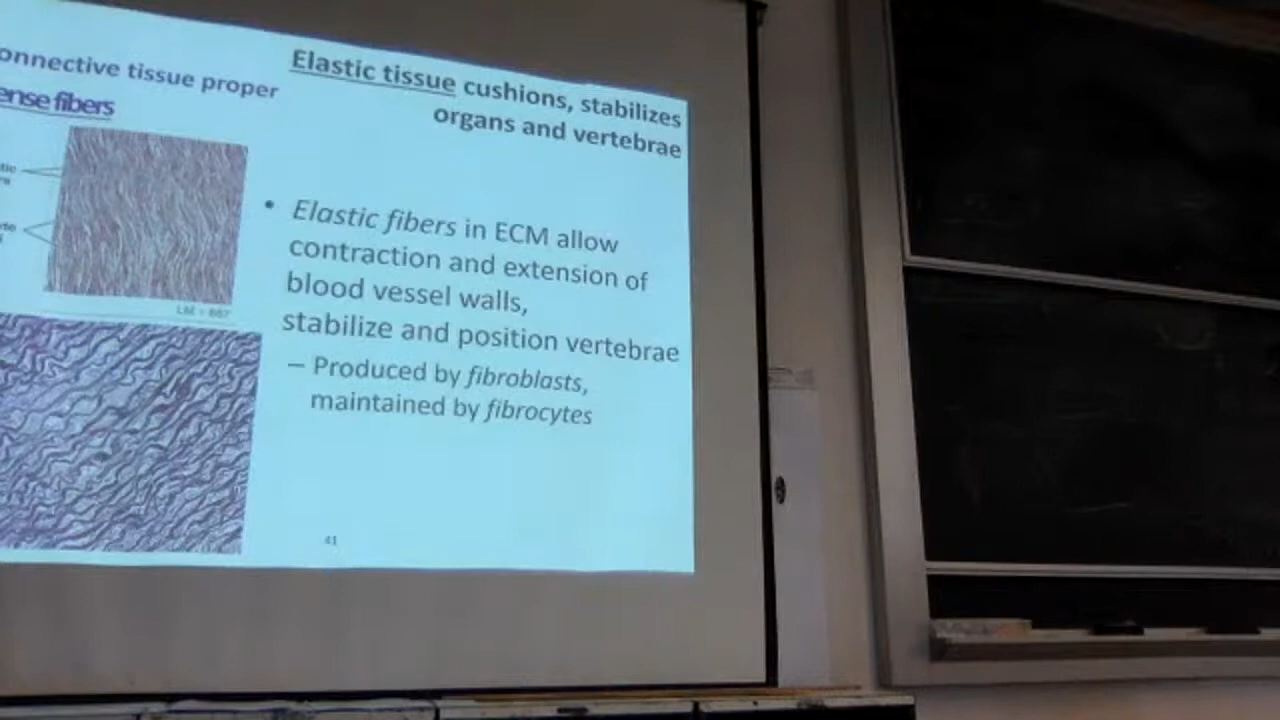 onnective tissue proper
ense fibers
Elastic tissue cushions, stabilizes
organs and vertebrae
• Elastic fibers in ECM allow
contraction and extension of
blood vessel walls,
stabilize and position vertebrae
– Produced by fibroblasts,
maintained by fibrocytes
41